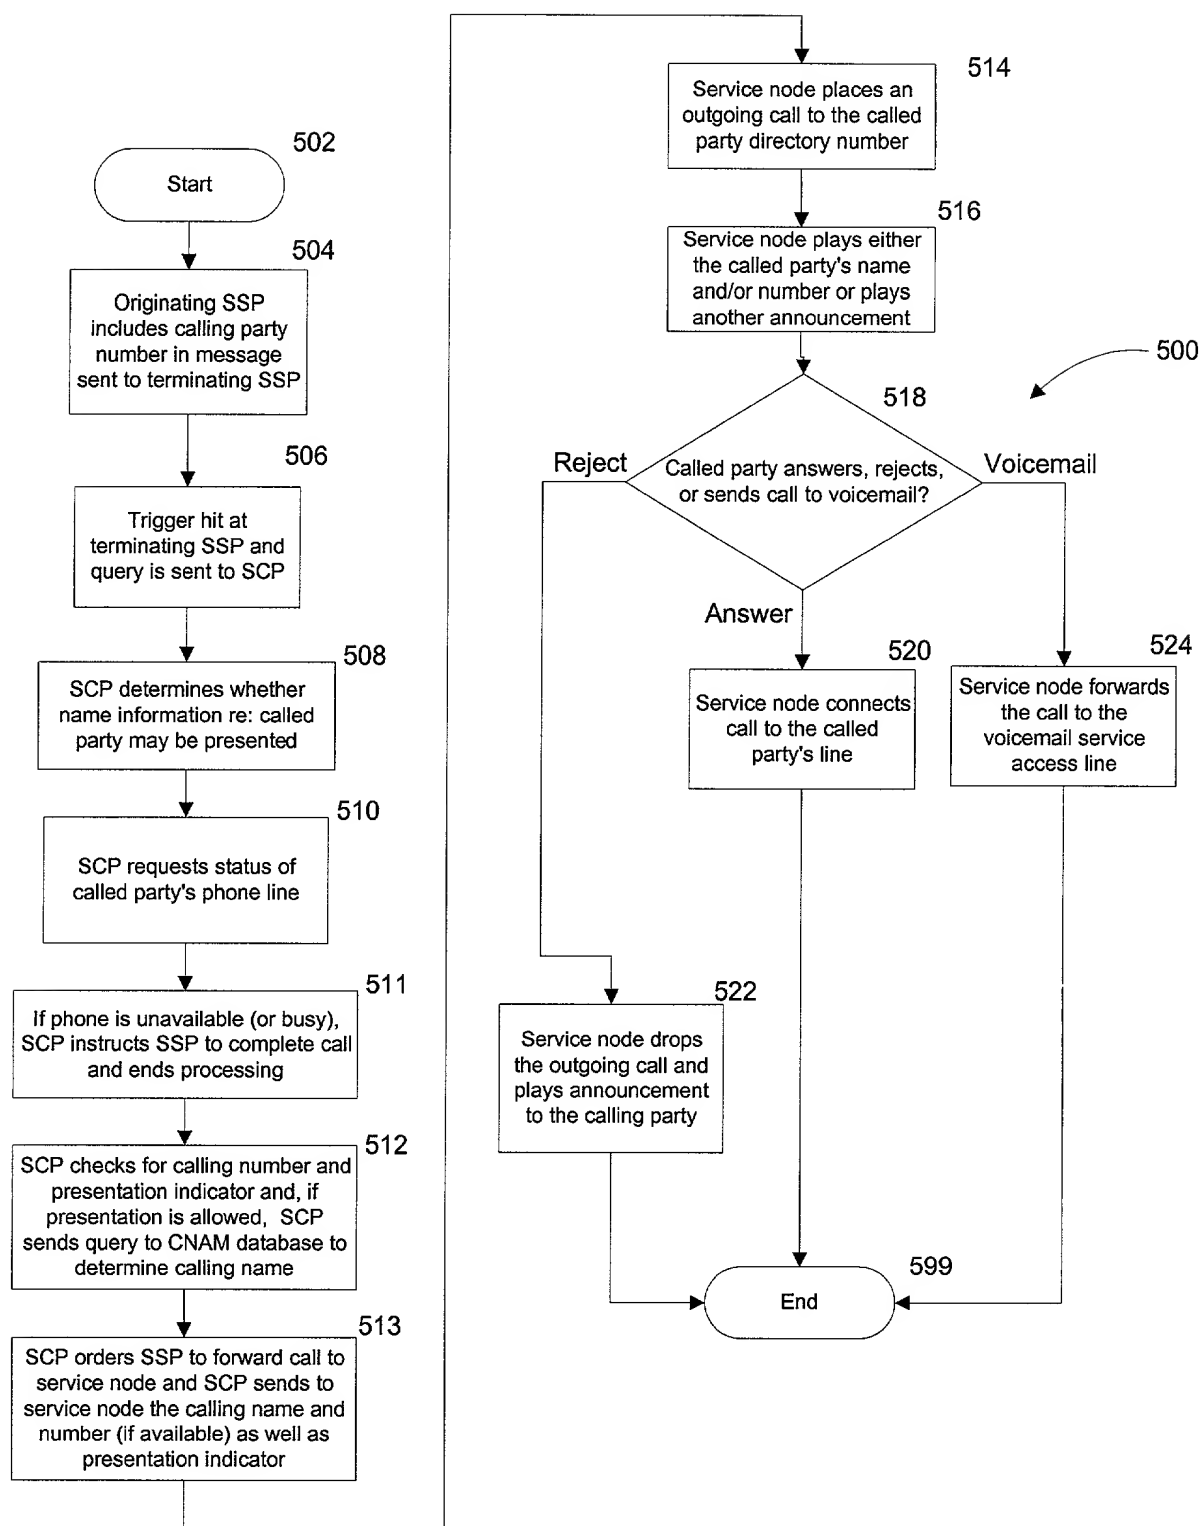 502
Start
504
Originating SSP
includes calling party
number in message
sent to terminating SSP
506
Trigger hit at
terminating SSP and
query is sent to SCP
508
SCP determines whether
name information re: called
party may be presented
510
SCP requests status of
called party's phone line
511
If phone is unavailable (or busy),
SCP instructs SSP to complete call
and ends processing
512
SCP checks for calling number and
presentation indicator and, if
presentation is allowed, SCP
sends query to CNAM database to
determine calling name
513
SCP orders SSP to forward call to
service node and SCP sends to
service node the calling name and
number (if available) as well as
presentation indicator
514
Service node places an
outgoing call to the called
party directory number
516
Service node plays either
the called party's name
and/or number or plays
another announcement
500
518
Called party answers, rejects,
or sends call to voicemail?
Reject
Voicemail
Answer
520
Service node connects
call to the called
party's line
524
Service node forwards
the call to the
voicemail service
access line
522
Service node drops
the outgoing call and
plays announcement
to the calling party
599
End